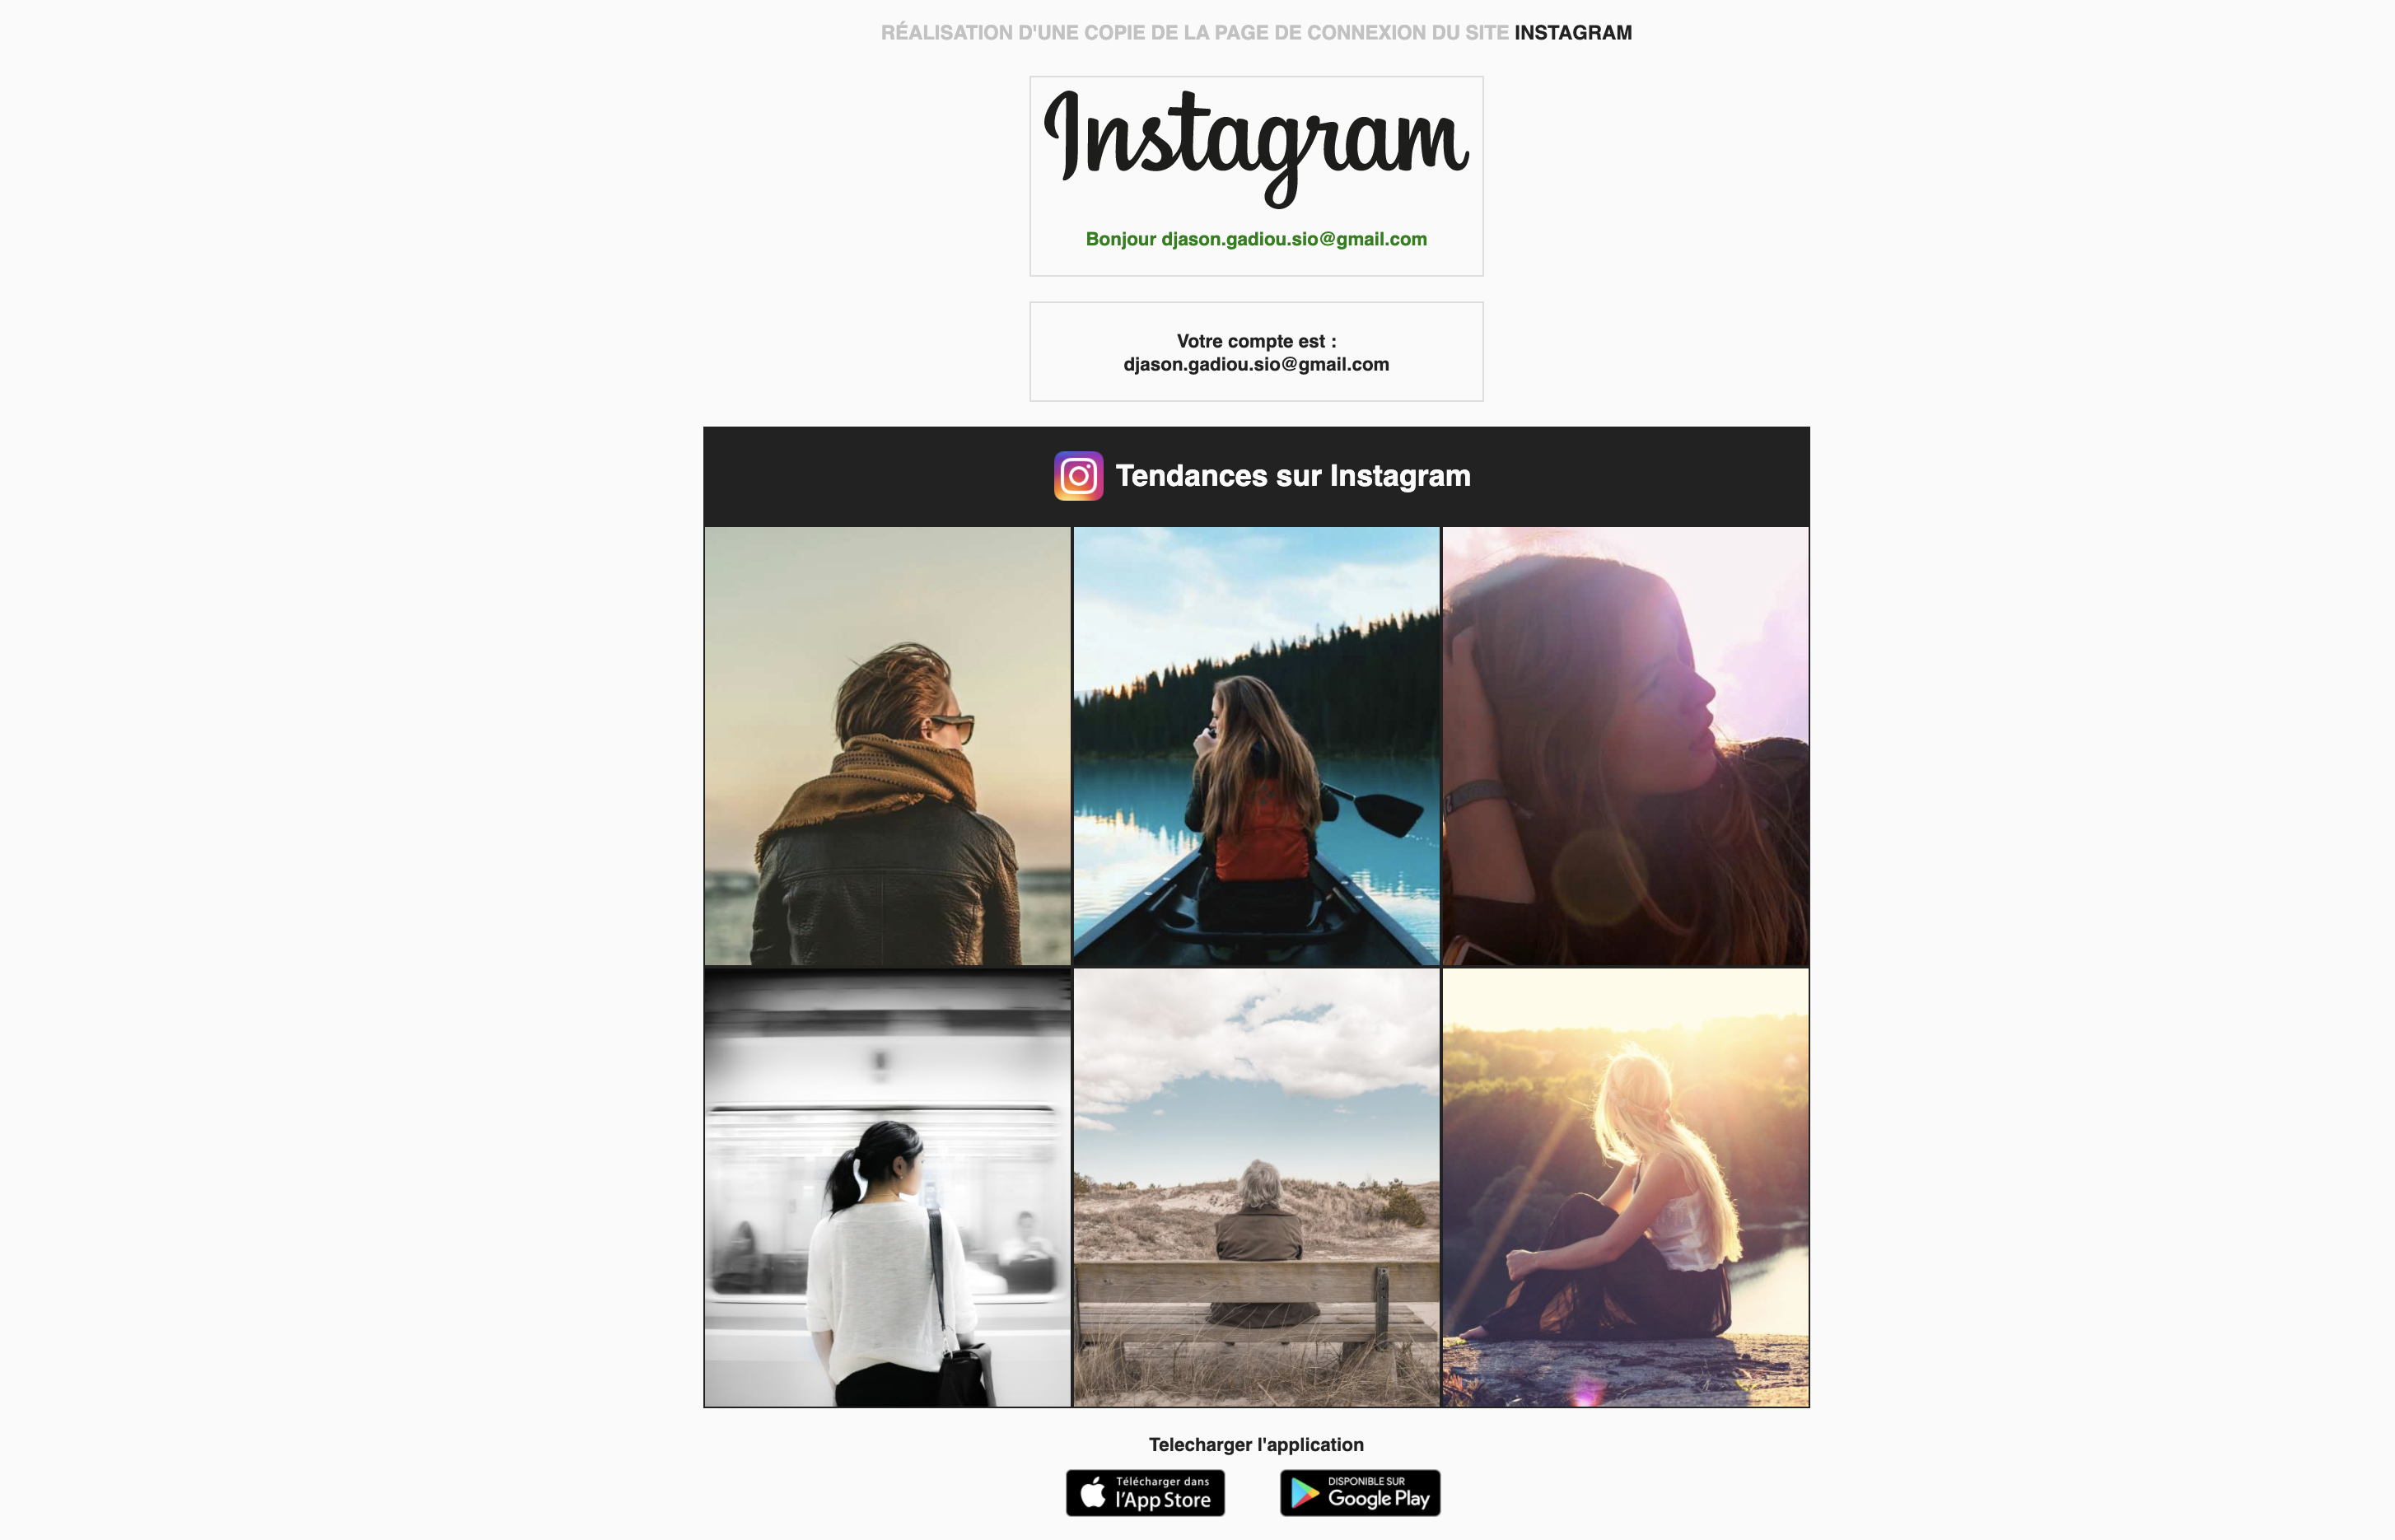 RÉALISATION D'UNE COPIE DE LA PAGE DE CONNEXION DU SITE INSTAGRAM
Instagram
Bonjour djason.gadiou.sio@gmail.com
Votre compte est :
djason.gadiou.sio@gmail.com
Tendances sur Instagram
Telecharger l'application
Télécharger dans
l'App Store
DISPONIBLE SUR
Google Play